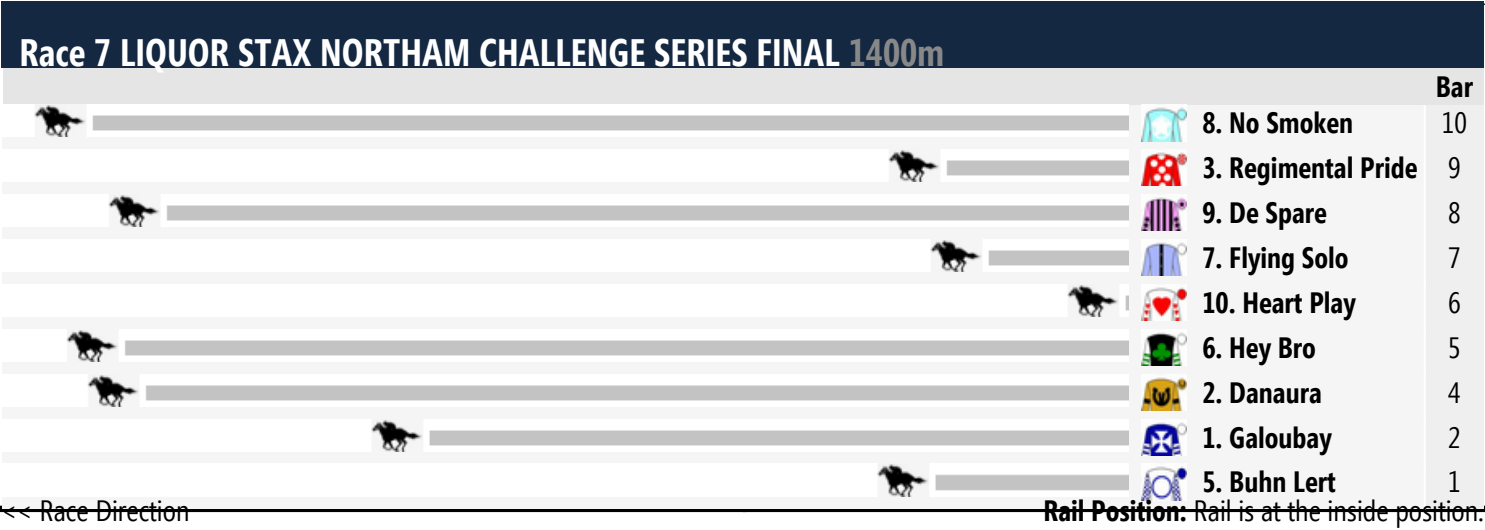 Race 7 LIQUOR STAX NORTHAM CHALLENGE SERIES FINAL 1400m
Bar
8. No Smoken 10
3. Regimental Pride 9
9. De Spare 8
7. Flying Solo 7
10. Heart Play 6
6. Hey Bro 5
2. Danaura 4
1. Galoubay 2
5. Buhn Lert 1
<< Race Direction Rail Position: Rail is at the inside position.